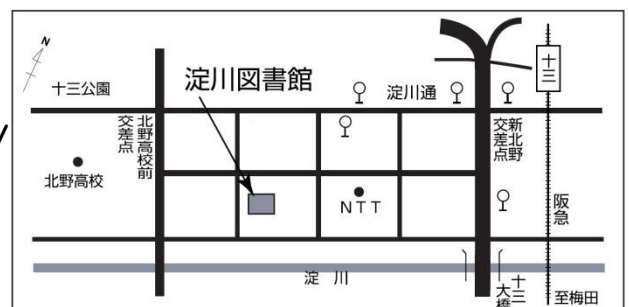 N
十三公園
淀川図書館
淀川通
十三
北野高校前
交差点
新北野
交差点
北野高校
NTT
阪急
淀川
十三
大橋
至梅田